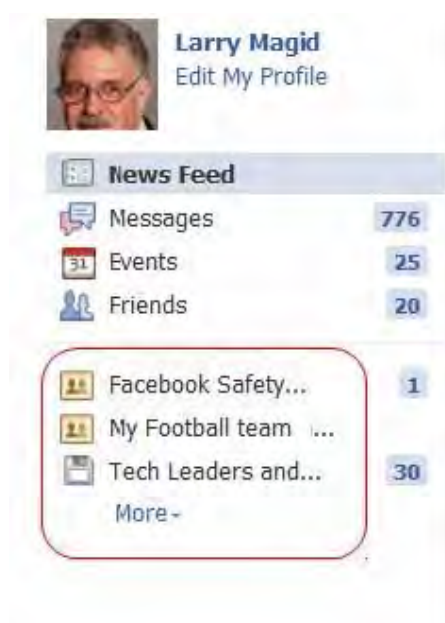 Larry Magid
Edit My Profile
News Feed
Messages 776
31 Events 25
Friends 20
Facebook Safety... 1
My Football team ...
Tech Leaders and... 30
More